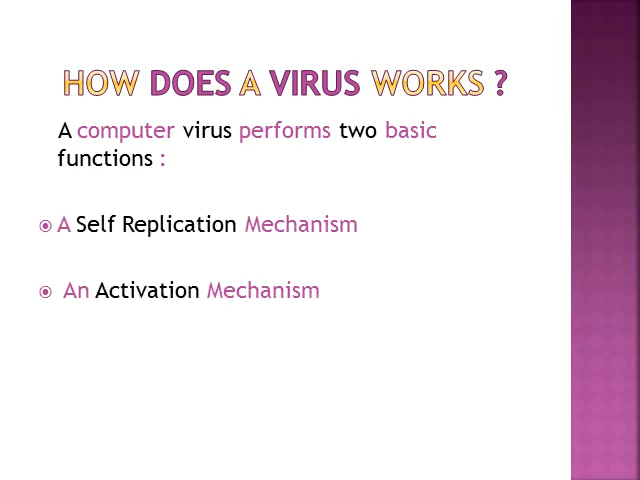 HOW DOES A VIRUS WORKS ?
A computer virus performs two basic
functions :
A Self Replication Mechanism
An Activation Mechanism